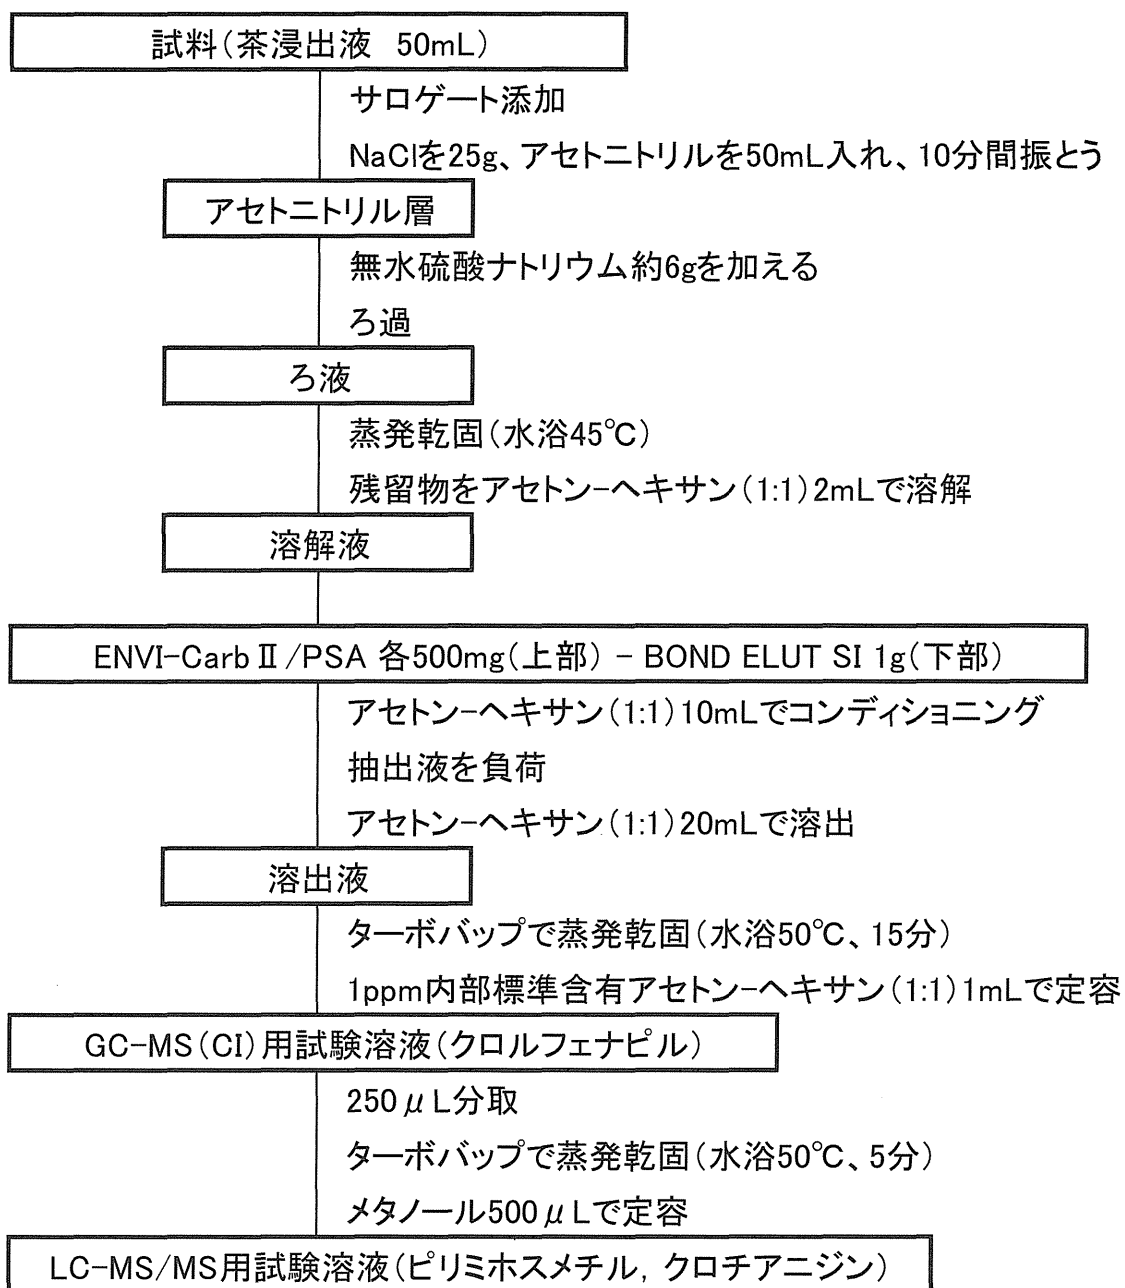 試料（茶浸出液　50mL）
サロゲート添加
NaClを25g、アセトニトリルを50mL入れ、10分間振とう
アセトニトリル層
無水硫酸ナトリウム約6gを加える
ろ過
ろ液
蒸発乾固（水浴45℃）
残留物をアセトン-ヘキサン（1:1）2mLで溶解
溶解液
ENVI-CarbⅡ/PSA 各500mg（上部） - BOND ELUT SI 1g（下部）
アセトン-ヘキサン（1:1）10mLでコンディショニング
抽出液を負荷
アセトン-ヘキサン（1:1）20mLで溶出
溶出液
ターボバップで蒸発乾固（水浴50℃、15分）
1ppm内部標準含有アセトン-ヘキサン（1:1）1mLで定容
GC-MS（CI）用試験溶液（クロルフェナピル）
250μL分取
ターボバップで蒸発乾固（水浴50℃、5分）
メタノール500μLで定容
LC-MS/MS用試験溶液（ピリミホスメチル, クロチアニジン）